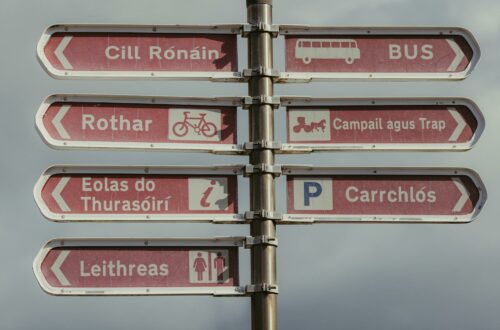 Cill Rónáin
BUS
Rothar
Campail agus Trap
Eolas do
Thurasóirí
i
P
Carrchlós
Leithreas